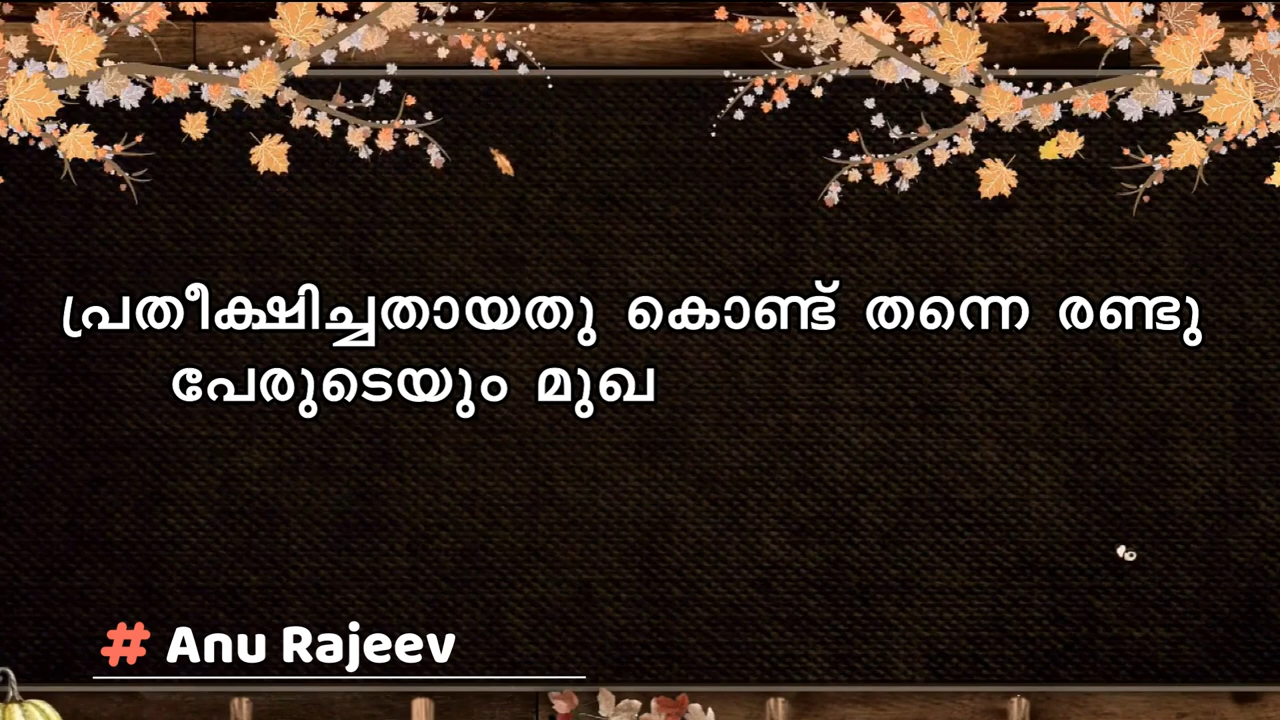 പ്രതീക്ഷിച്ചതായതു കൊണ്ട് തന്നെ രണ്ടു
പേരുടെയും മുഖ
# Anu Rajeev